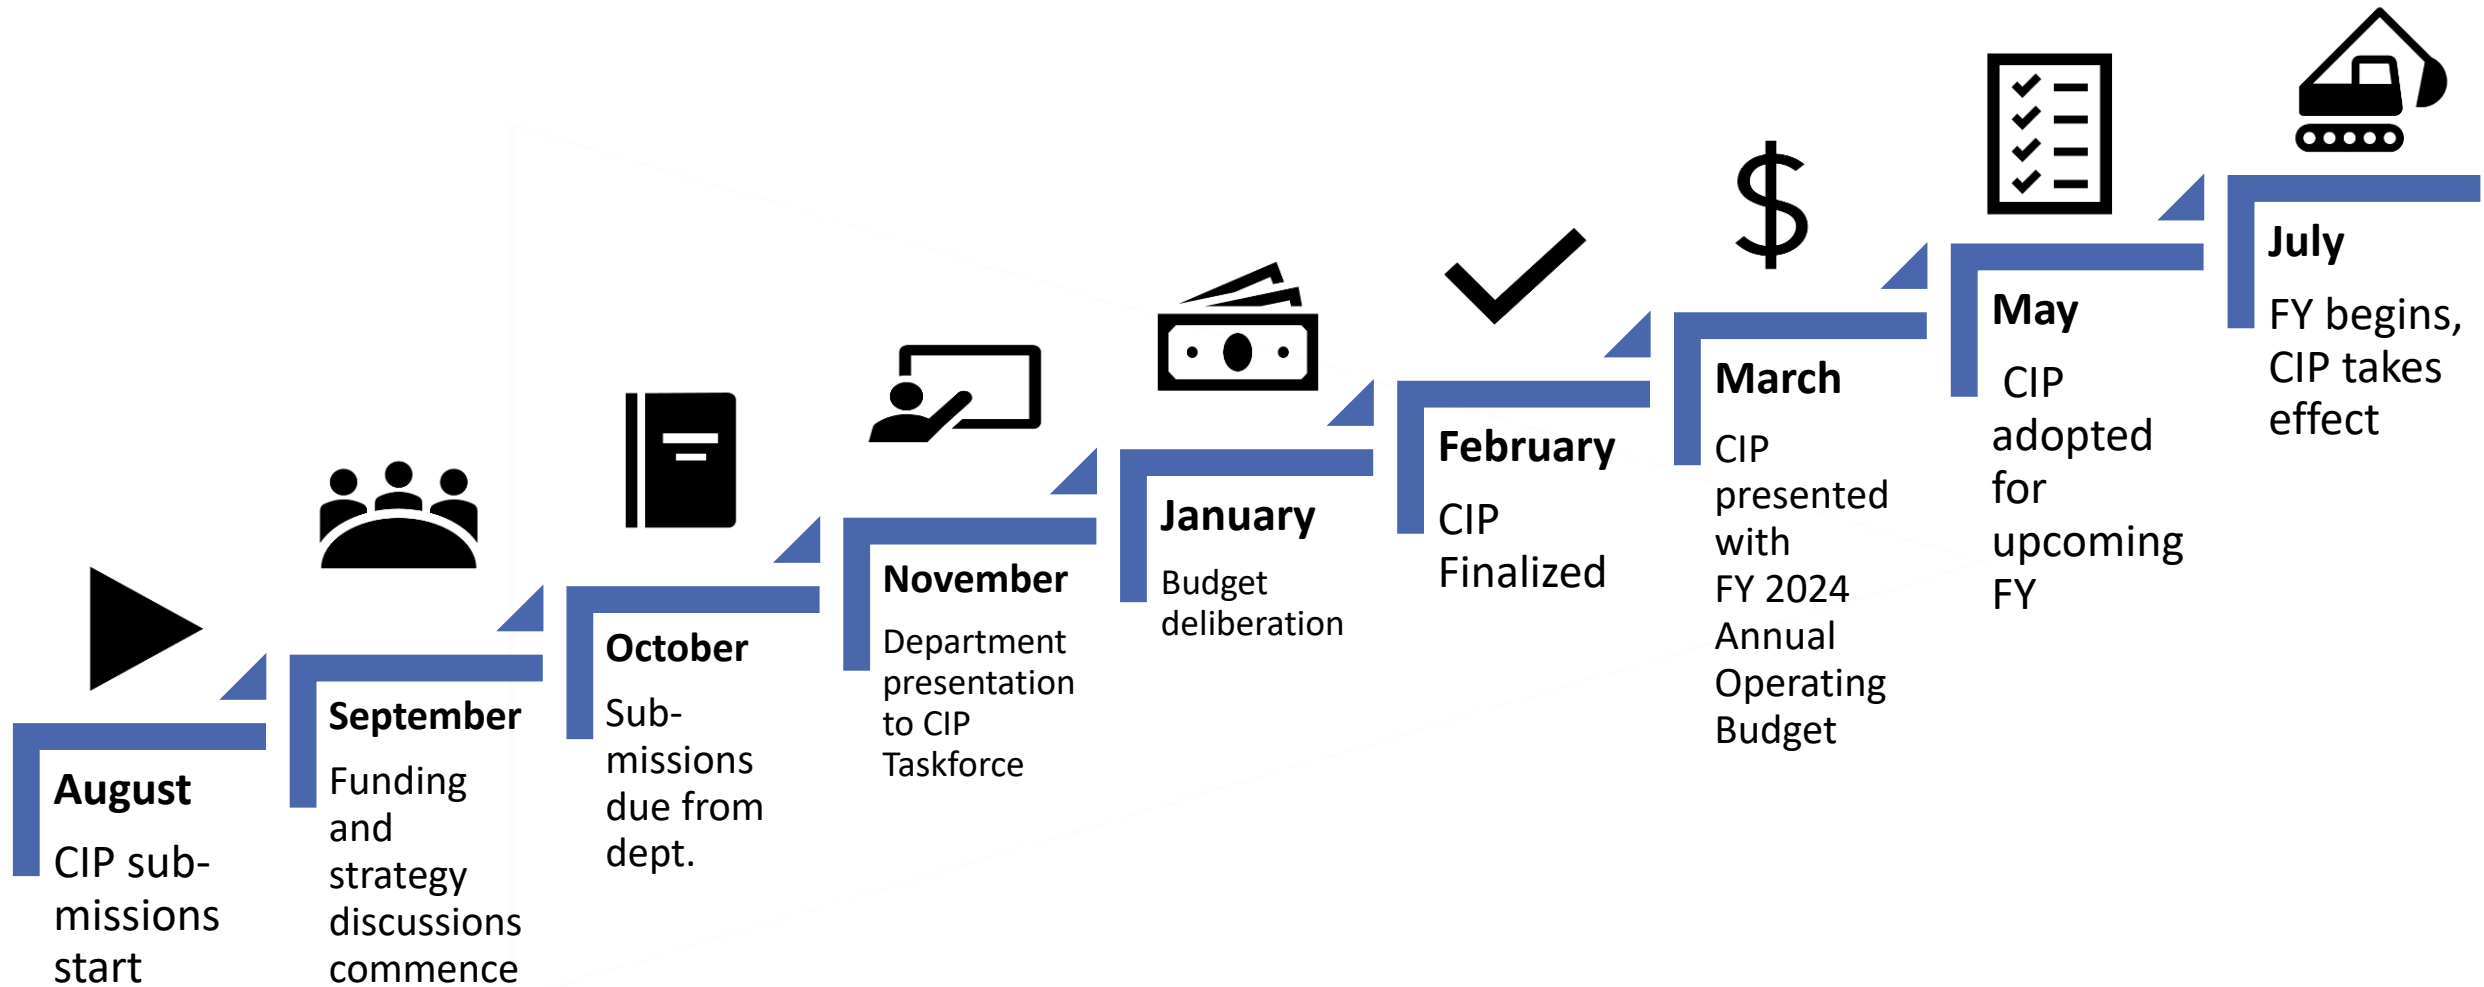 August
CIP sub-
missions
start
September
Funding
and
strategy
discussions
commence
October
Sub-
missions
due from
dept.
November
Department
presentation
to CIP
Taskforce
January
Budget
deliberation
February
CIP
Finalized
March
CIP
presented
with
FY 2024
Annual
Operating
Budget
May
CIP
adopted
for
upcoming
FY
July
FY begins,
CIP takes
effect